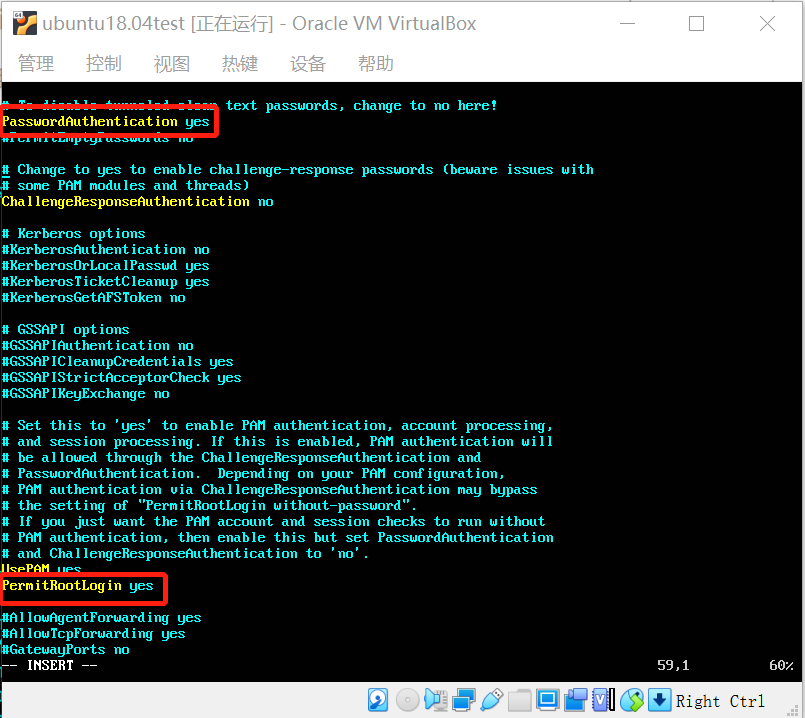 ubuntu18.04test [正在运行] - Oracle VM VirtualBox
管理 控制 视图 热键 设备 帮助
# To disable tunneled clear text passwords, change to no here!
PasswordAuthentication yes
#PermitEmptyPasswords no
# Change to yes to enable challenge-response passwords (beware issues with
# some PAM modules and threads)
ChallengeResponseAuthentication no
# Kerberos options
#KerberosAuthentication no
#KerberosOrLocalPasswd yes
#KerberosTicketCleanup yes
#KerberosGetAFSToken no
# GSSAPI options
#GSSAPIAuthentication no
#GSSAPICleanupCredentials yes
#GSSAPIStrictAcceptorCheck yes
#GSSAPIKeyExchange no
# Set this to 'yes' to enable PAM authentication, account processing,
# and session processing. If this is enabled, PAM authentication will
# be allowed through the ChallengeResponseAuthentication and
# PasswordAuthentication.  Depending on your PAM configuration,
# PAM authentication via ChallengeResponseAuthentication may bypass
# the setting of "PermitRootLogin without-password".
# If you just want the PAM account and session checks to run without
# PAM authentication, then enable this but set PasswordAuthentication
# and ChallengeResponseAuthentication to 'no'.
UsePAM yes
PermitRootLogin yes
#AllowAgentForwarding yes
#AllowTcpForwarding yes
#GatewayPorts no
-- INSERT -- 59,1 60%
Right Ctrl